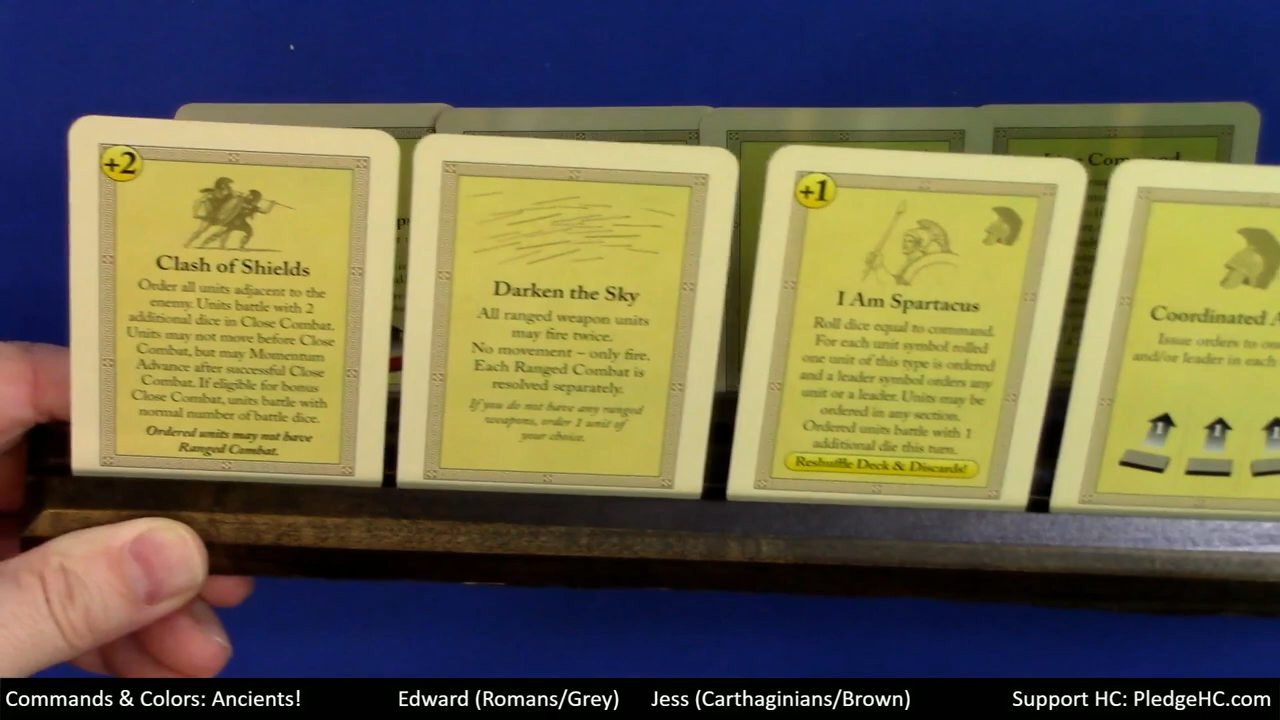 +2
Clash of Shields
Order all units adjacent to the
enemy. Units battle with 2
additional dice in Close Combat.
Units may not move before Close
Combat, but may Momentum
Advance after successful Close
Combat. If eligible for bonus
Close Combat, units battle with
normal number of battle dice.
Ordered units may not have
Ranged Combat.
Darken the Sky
All ranged weapon units
may fire twice.
No movement – only fire.
Each Ranged Combat is
resolved separately.
If you do not have any ranged
weapons, order 1 unit of
your choice.
+1
I Am Spartacus
Roll dice equal to command.
For each unit symbol rolled
one unit of this type is ordered
and a leader symbol orders any
unit or a leader. Units may be
ordered in any section.
Ordered units battle with 1
additional die this turn.
Reshuffle Deck & Discards!
Coordinated
Issue orders to
and/or leader in each
1 1 1
Commands & Colors: Ancients! Edward (Romans/Grey) Jess (Carthaginians/Brown) Support HC: PledgeHC.com